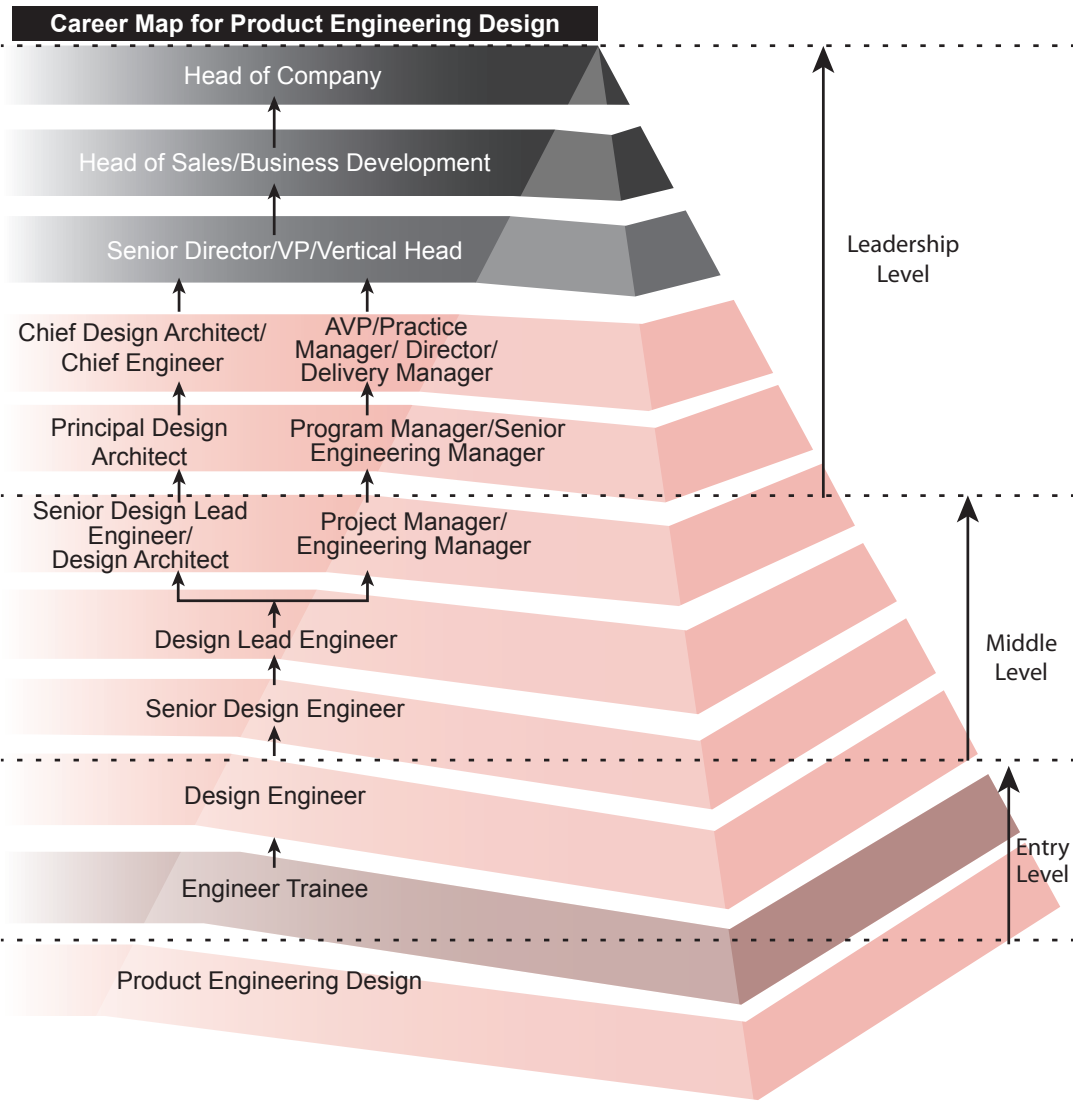 Career Map for Product Engineering Design
Head of Company
Head of Sales/Business Development
Senior Director/VP/Vertical Head
Leadership
Level
Chief Design Architect/
Chief Engineer
AVP/Practice
Manager/ Director/
Delivery Manager
Principal Design
Architect
Program Manager/Senior
Engineering Manager
Senior Design Lead
Engineer/
Design Architect
Project Manager/
Engineering Manager
Design Lead Engineer
Middle
Level
Senior Design Engineer
Design Engineer
Entry
Level
Engineer Trainee
Product Engineering Design